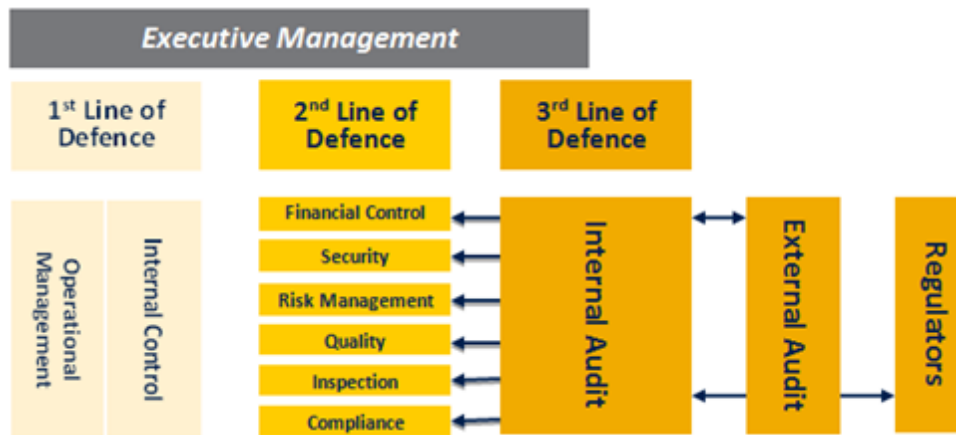 Executive Management
1st Line of
Defence
2nd Line of
Defence
3rd Line of
Defence
Operational
Management
Internal Control
Financial Control
Security
Risk Management
Quality
Inspection
Compliance
Internal Audit
External Audit
Regulators